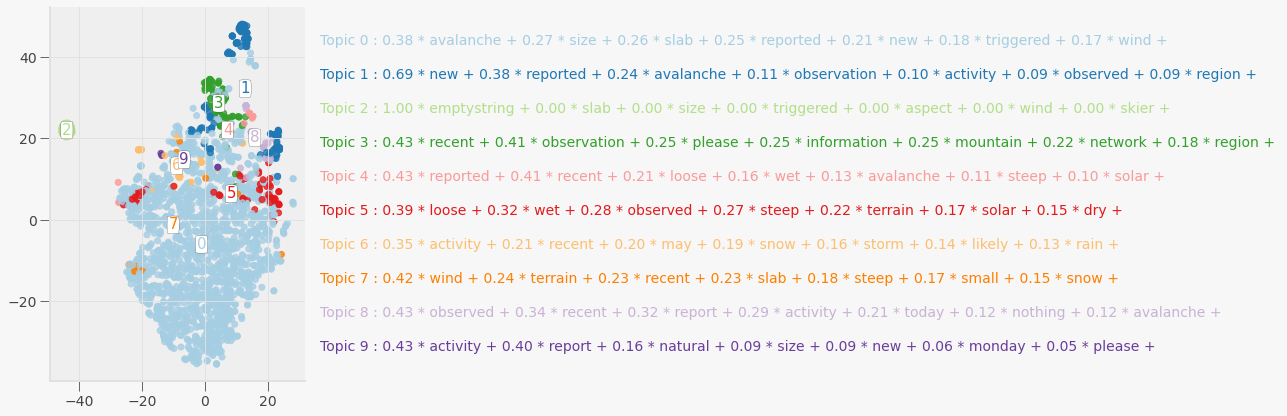 Topic 0 : 0.38 * avalanche + 0.27 * size + 0.26 * slab + 0.25 * reported + 0.21 * new + 0.18 * triggered + 0.17 * wind +
Topic 1 : 0.69 * new + 0.38 * reported + 0.24 * avalanche + 0.11 * observation + 0.10 * activity + 0.09 * observed + 0.09 * region +
Topic 2 : 1.00 * emptystring + 0.00 * slab + 0.00 * size + 0.00 * triggered + 0.00 * aspect + 0.00 * wind + 0.00 * skier +
Topic 3 : 0.43 * recent + 0.41 * observation + 0.25 * please + 0.25 * information + 0.25 * mountain + 0.22 * network + 0.18 * region +
Topic 4 : 0.43 * reported + 0.41 * recent + 0.21 * loose + 0.16 * wet + 0.13 * avalanche + 0.11 * steep + 0.10 * solar +
Topic 5 : 0.39 * loose + 0.32 * wet + 0.28 * observed + 0.27 * steep + 0.22 * terrain + 0.17 * solar + 0.15 * dry +
Topic 6 : 0.35 * activity + 0.21 * recent + 0.20 * may + 0.19 * snow + 0.16 * storm + 0.14 * likely + 0.13 * rain +
Topic 7 : 0.42 * wind + 0.24 * terrain + 0.23 * recent + 0.23 * slab + 0.18 * steep + 0.17 * small + 0.15 * snow +
Topic 8 : 0.43 * observed + 0.34 * recent + 0.32 * report + 0.29 * activity + 0.21 * today + 0.12 * nothing + 0.12 * avalanche +
Topic 9 : 0.43 * activity + 0.40 * report + 0.16 * natural + 0.09 * size + 0.09 * new + 0.06 * monday + 0.05 * please +
40
20
0
−20
−40 −20 0 20
1
3
2
4
8
9
6
5
7
0